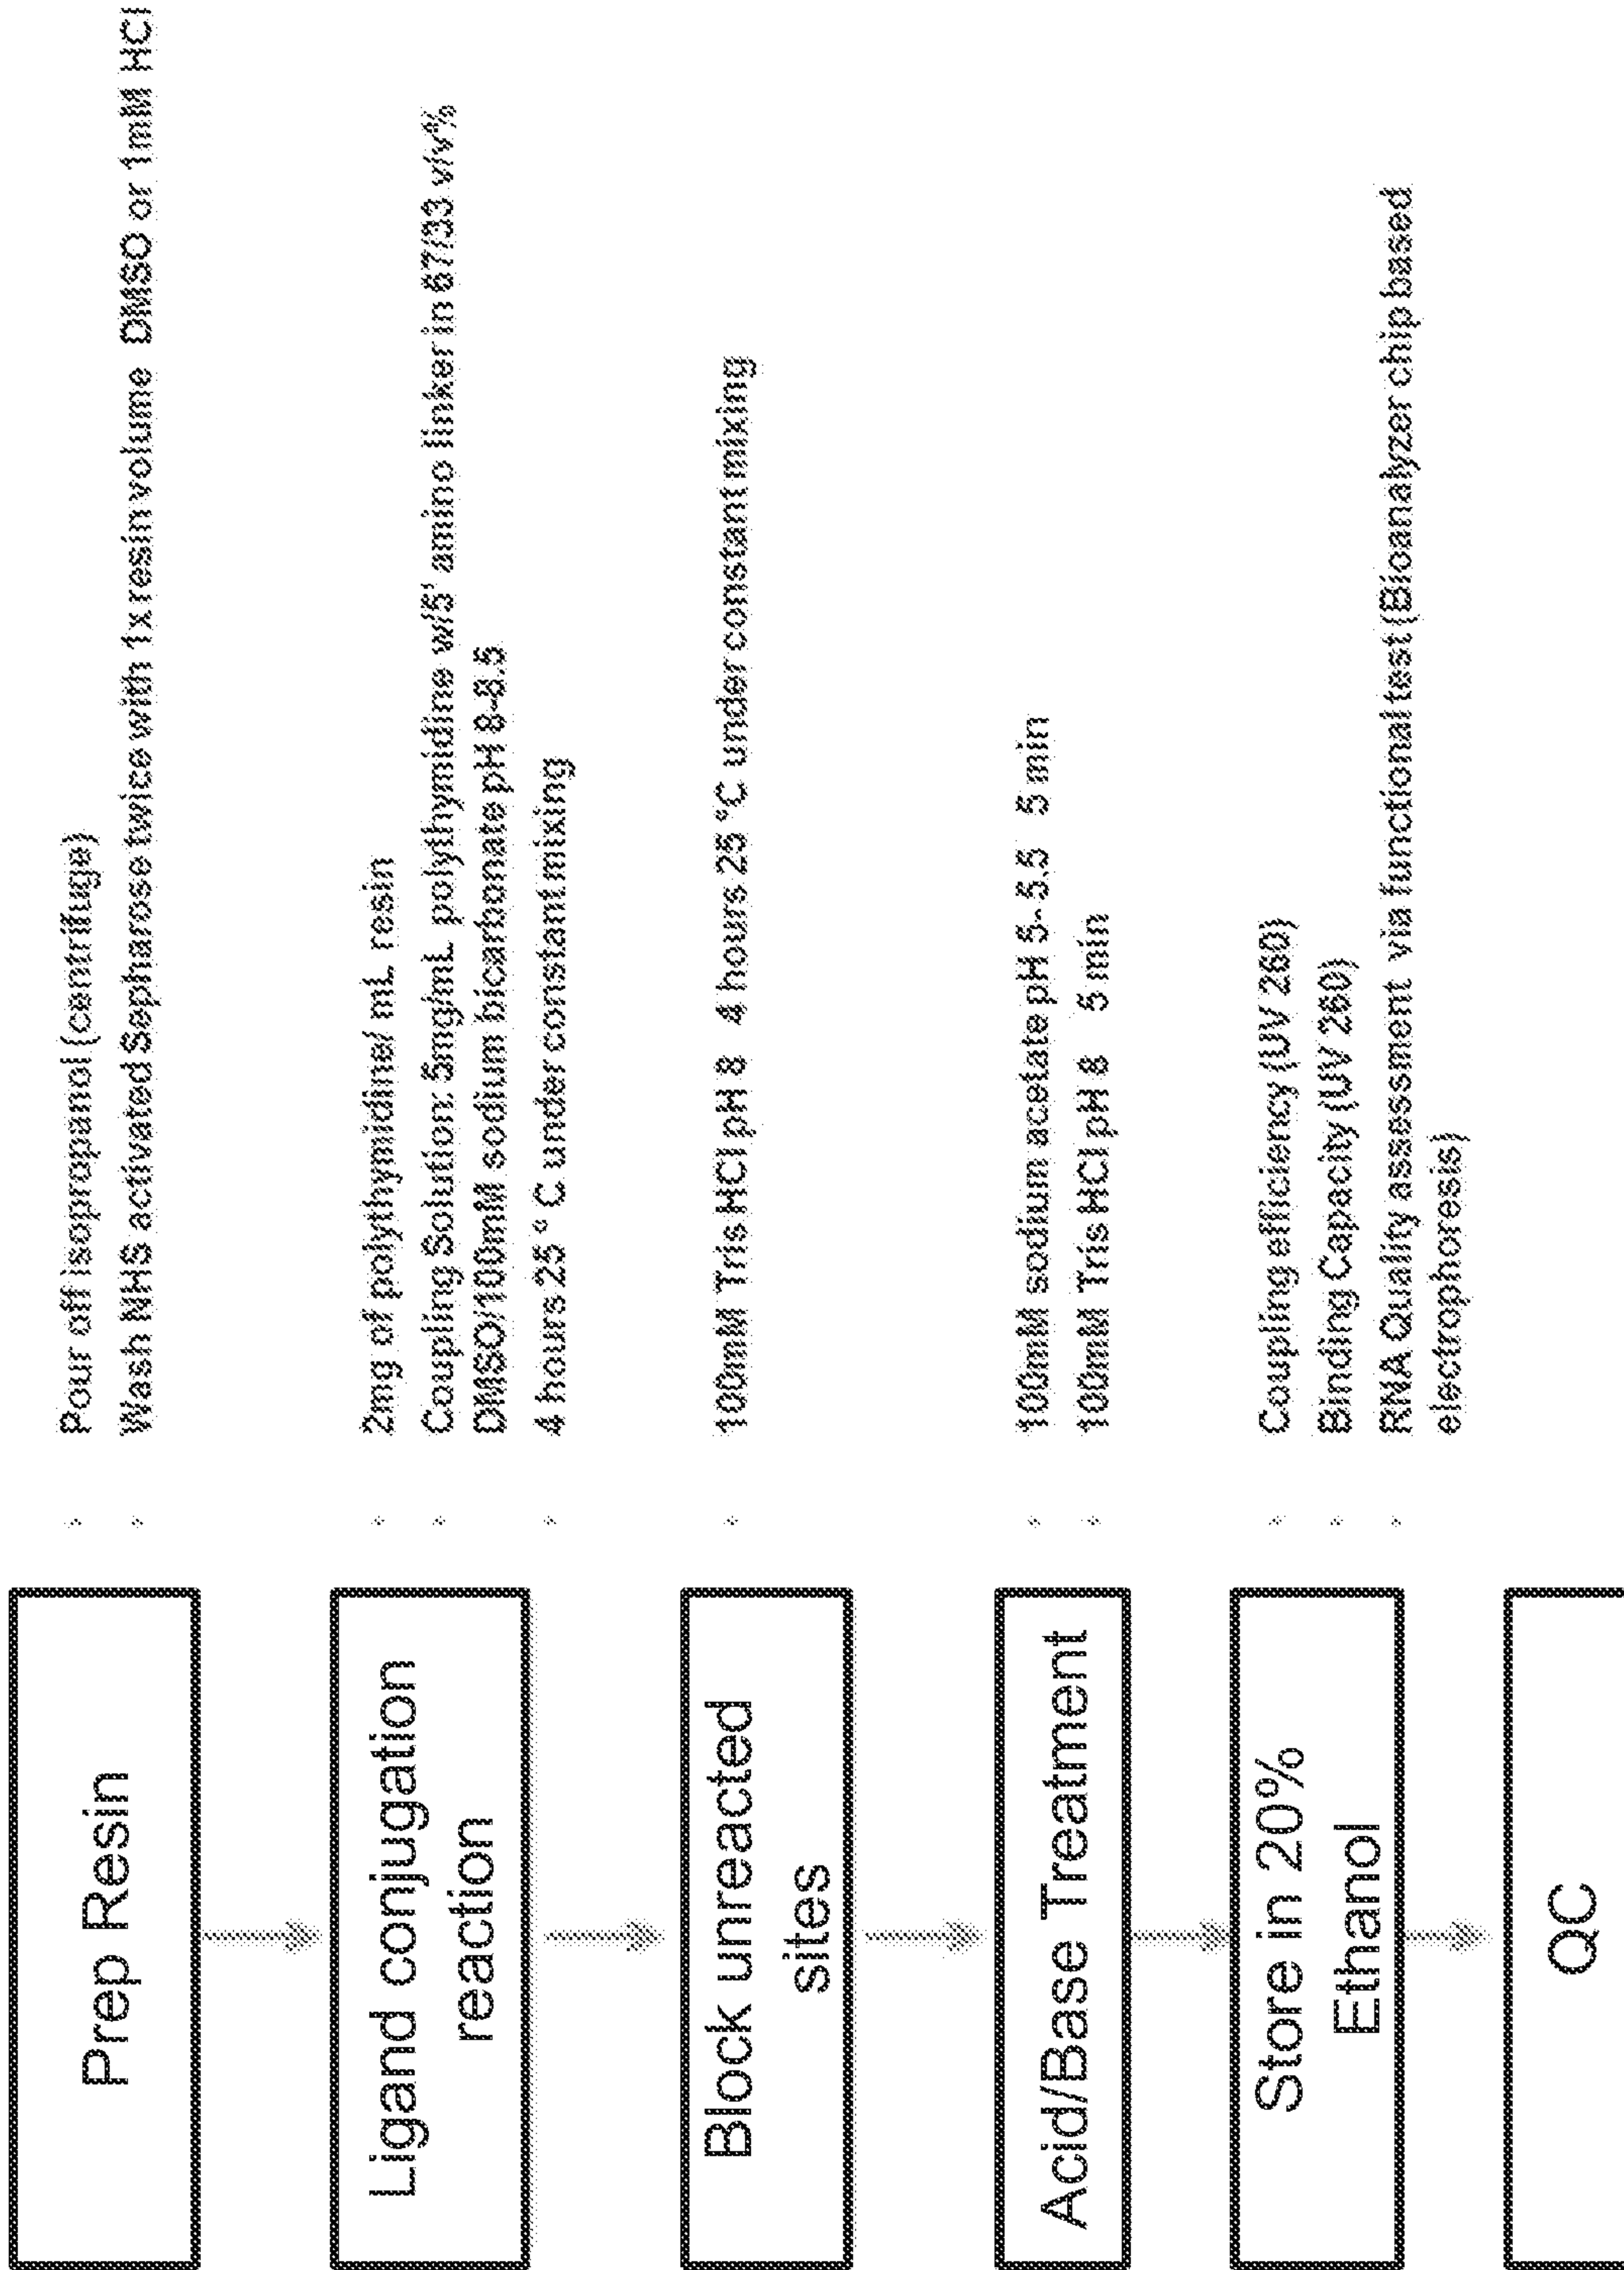 Prep Resin
Pour off isopropanol (centrifuge)
Wash NHS activated Sepharose twice with 1x resin volume DMSO or 1mM HCl
Ligand conjugation
reaction
2mg of polythymidine/ mL resin
Coupling Solution: 5mg/mL polythymidine w/5' amino linker in 67/33 v/v%
DMSO/100mM sodium bicarbonate pH 8-8.5
4 hours 25 ° C under constant mixing
Block unreacted
sites
100mM Tris HCl pH 8 4 hours 25 °C under constant mixing
Acid/Base Treatment
100mM sodium acetate pH 5-5.5 5 min
100mM Tris HCl pH 8 5 min
Store in 20%
Ethanol
Coupling efficiency (UV 260)
Binding Capacity (UV 260)
RNA Quality assessment via functional test (Bioanalyzer chip based
electrophoresis)
QC